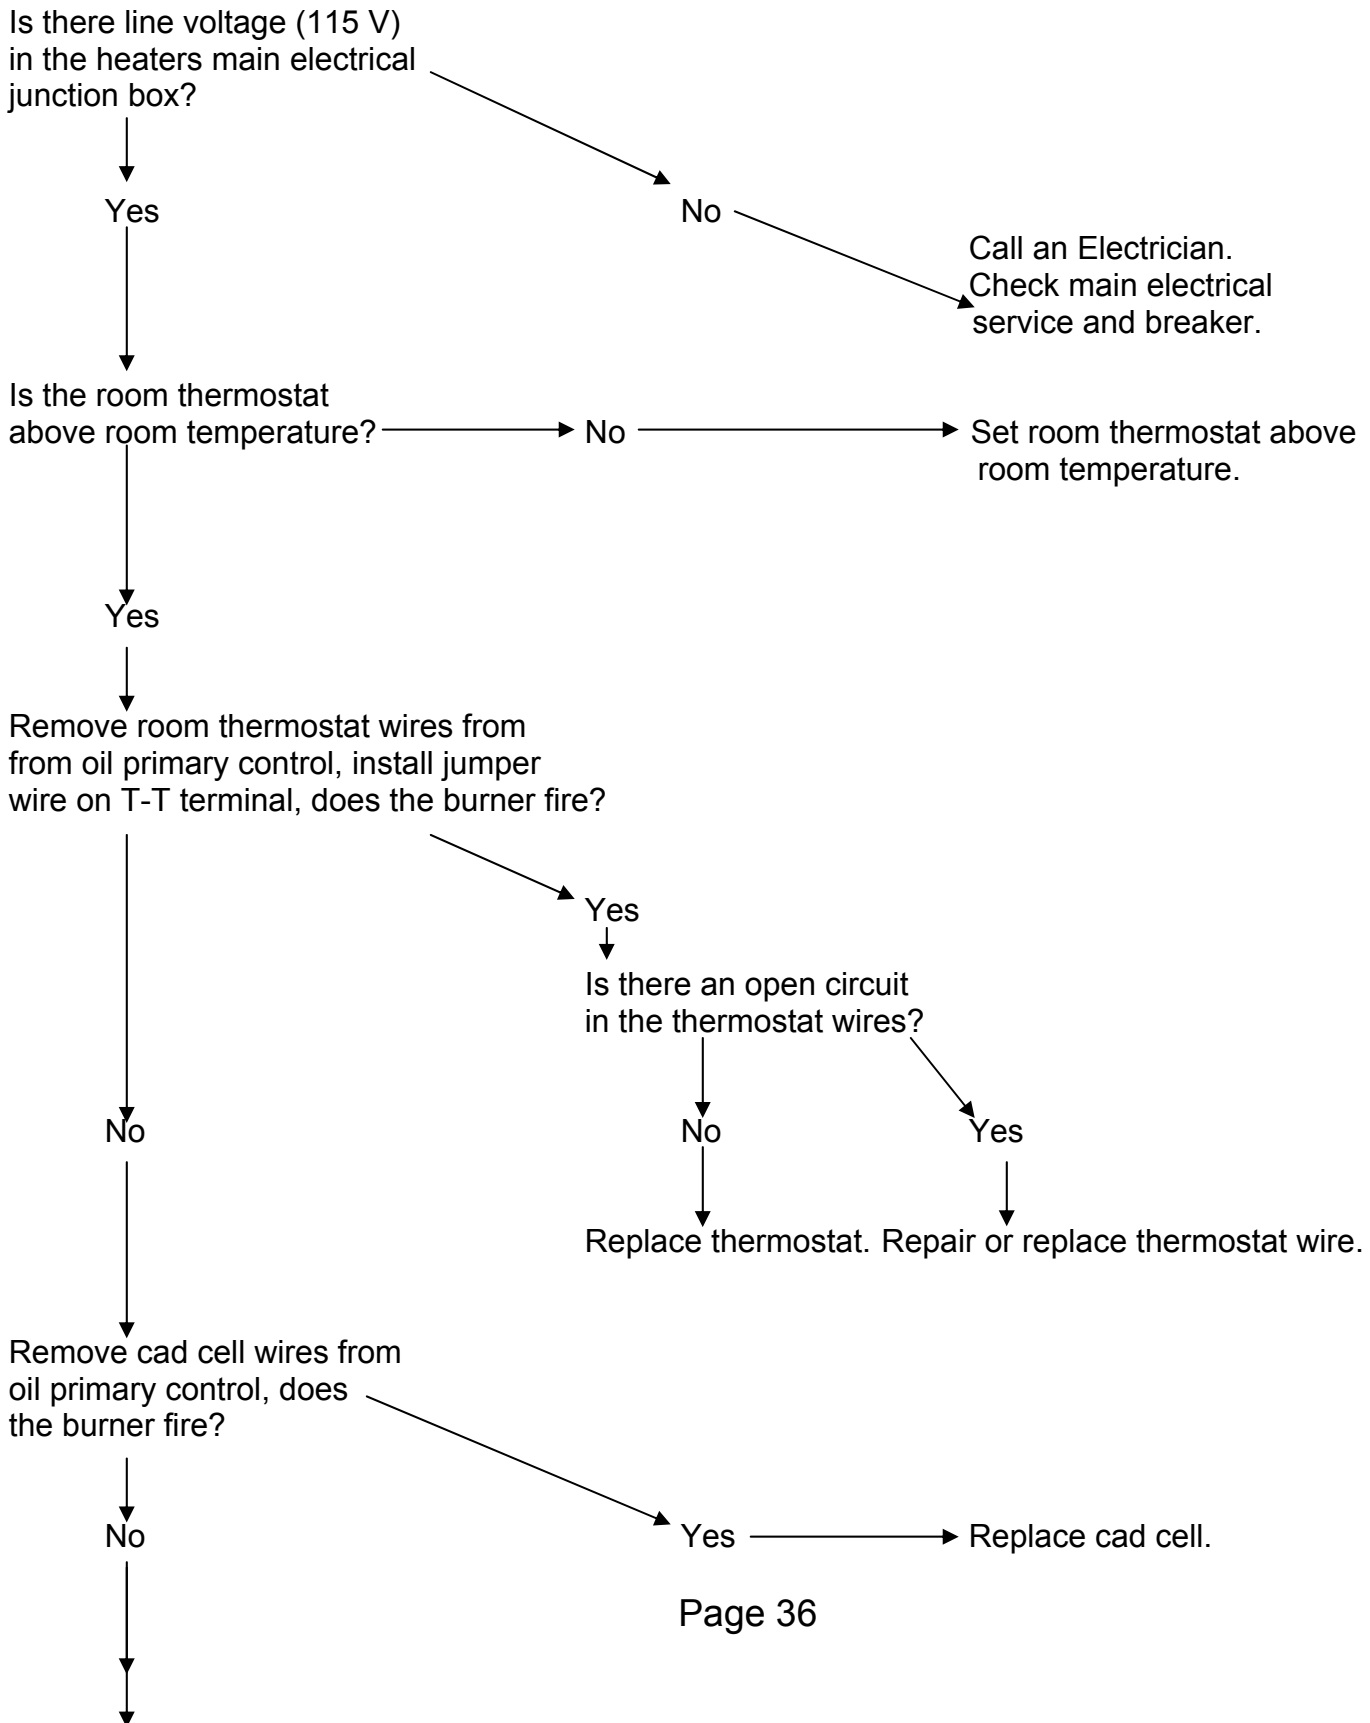 Is there line voltage (115 V)
in the heaters main electrical
junction box?
Yes
No
Call an Electrician.
Check main electrical
service and breaker.
Is the room thermostat
above room temperature?
No
Set room thermostat above
room temperature.
Yes
Remove room thermostat wires from
from oil primary control, install jumper
wire on T-T terminal, does the burner fire?
Yes
Is there an open circuit
in the thermostat wires?
No
No
Yes
Replace thermostat.
Repair or replace thermostat wire.
Remove cad cell wires from
oil primary control, does
the burner fire?
No
Yes
Replace cad cell.
Page 36